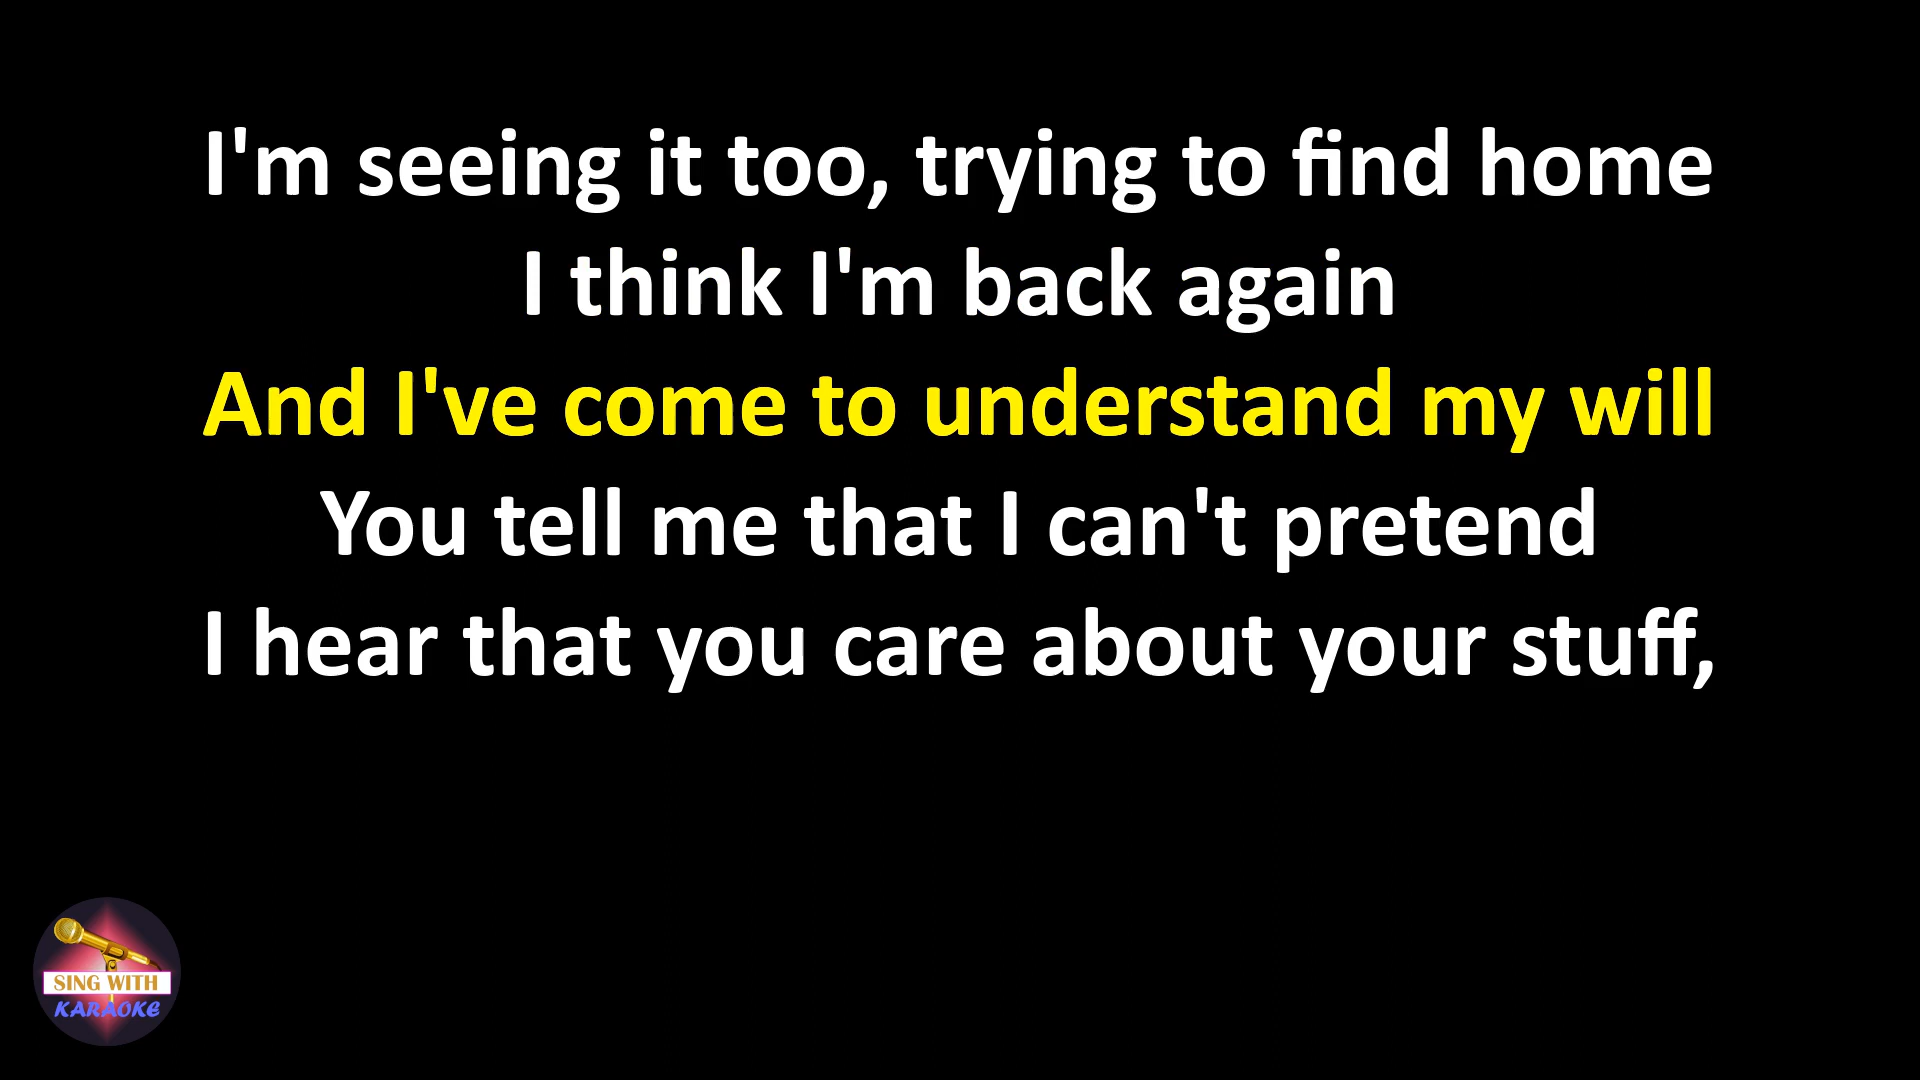 I'm seeing it too, trying to find home
I think I'm back again
And I've come to understand my will
You tell me that I can't pretend
I hear that you care about your stuff,
SING WITH
KARAOKE